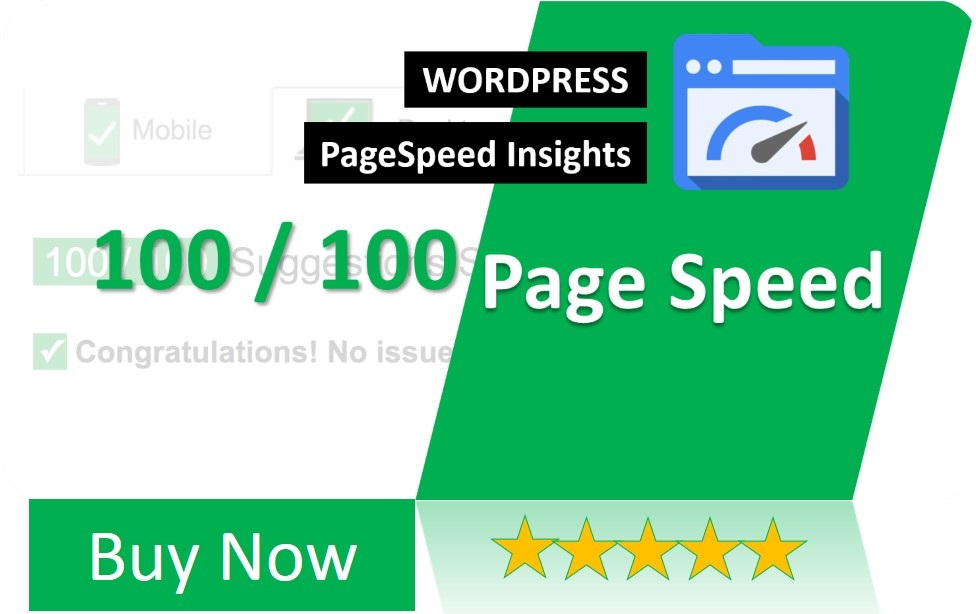 WORDPRESS
Mobile
PageSpeed Insights
100 / 100
Page Speed
Congratulations! No issue
Buy Now